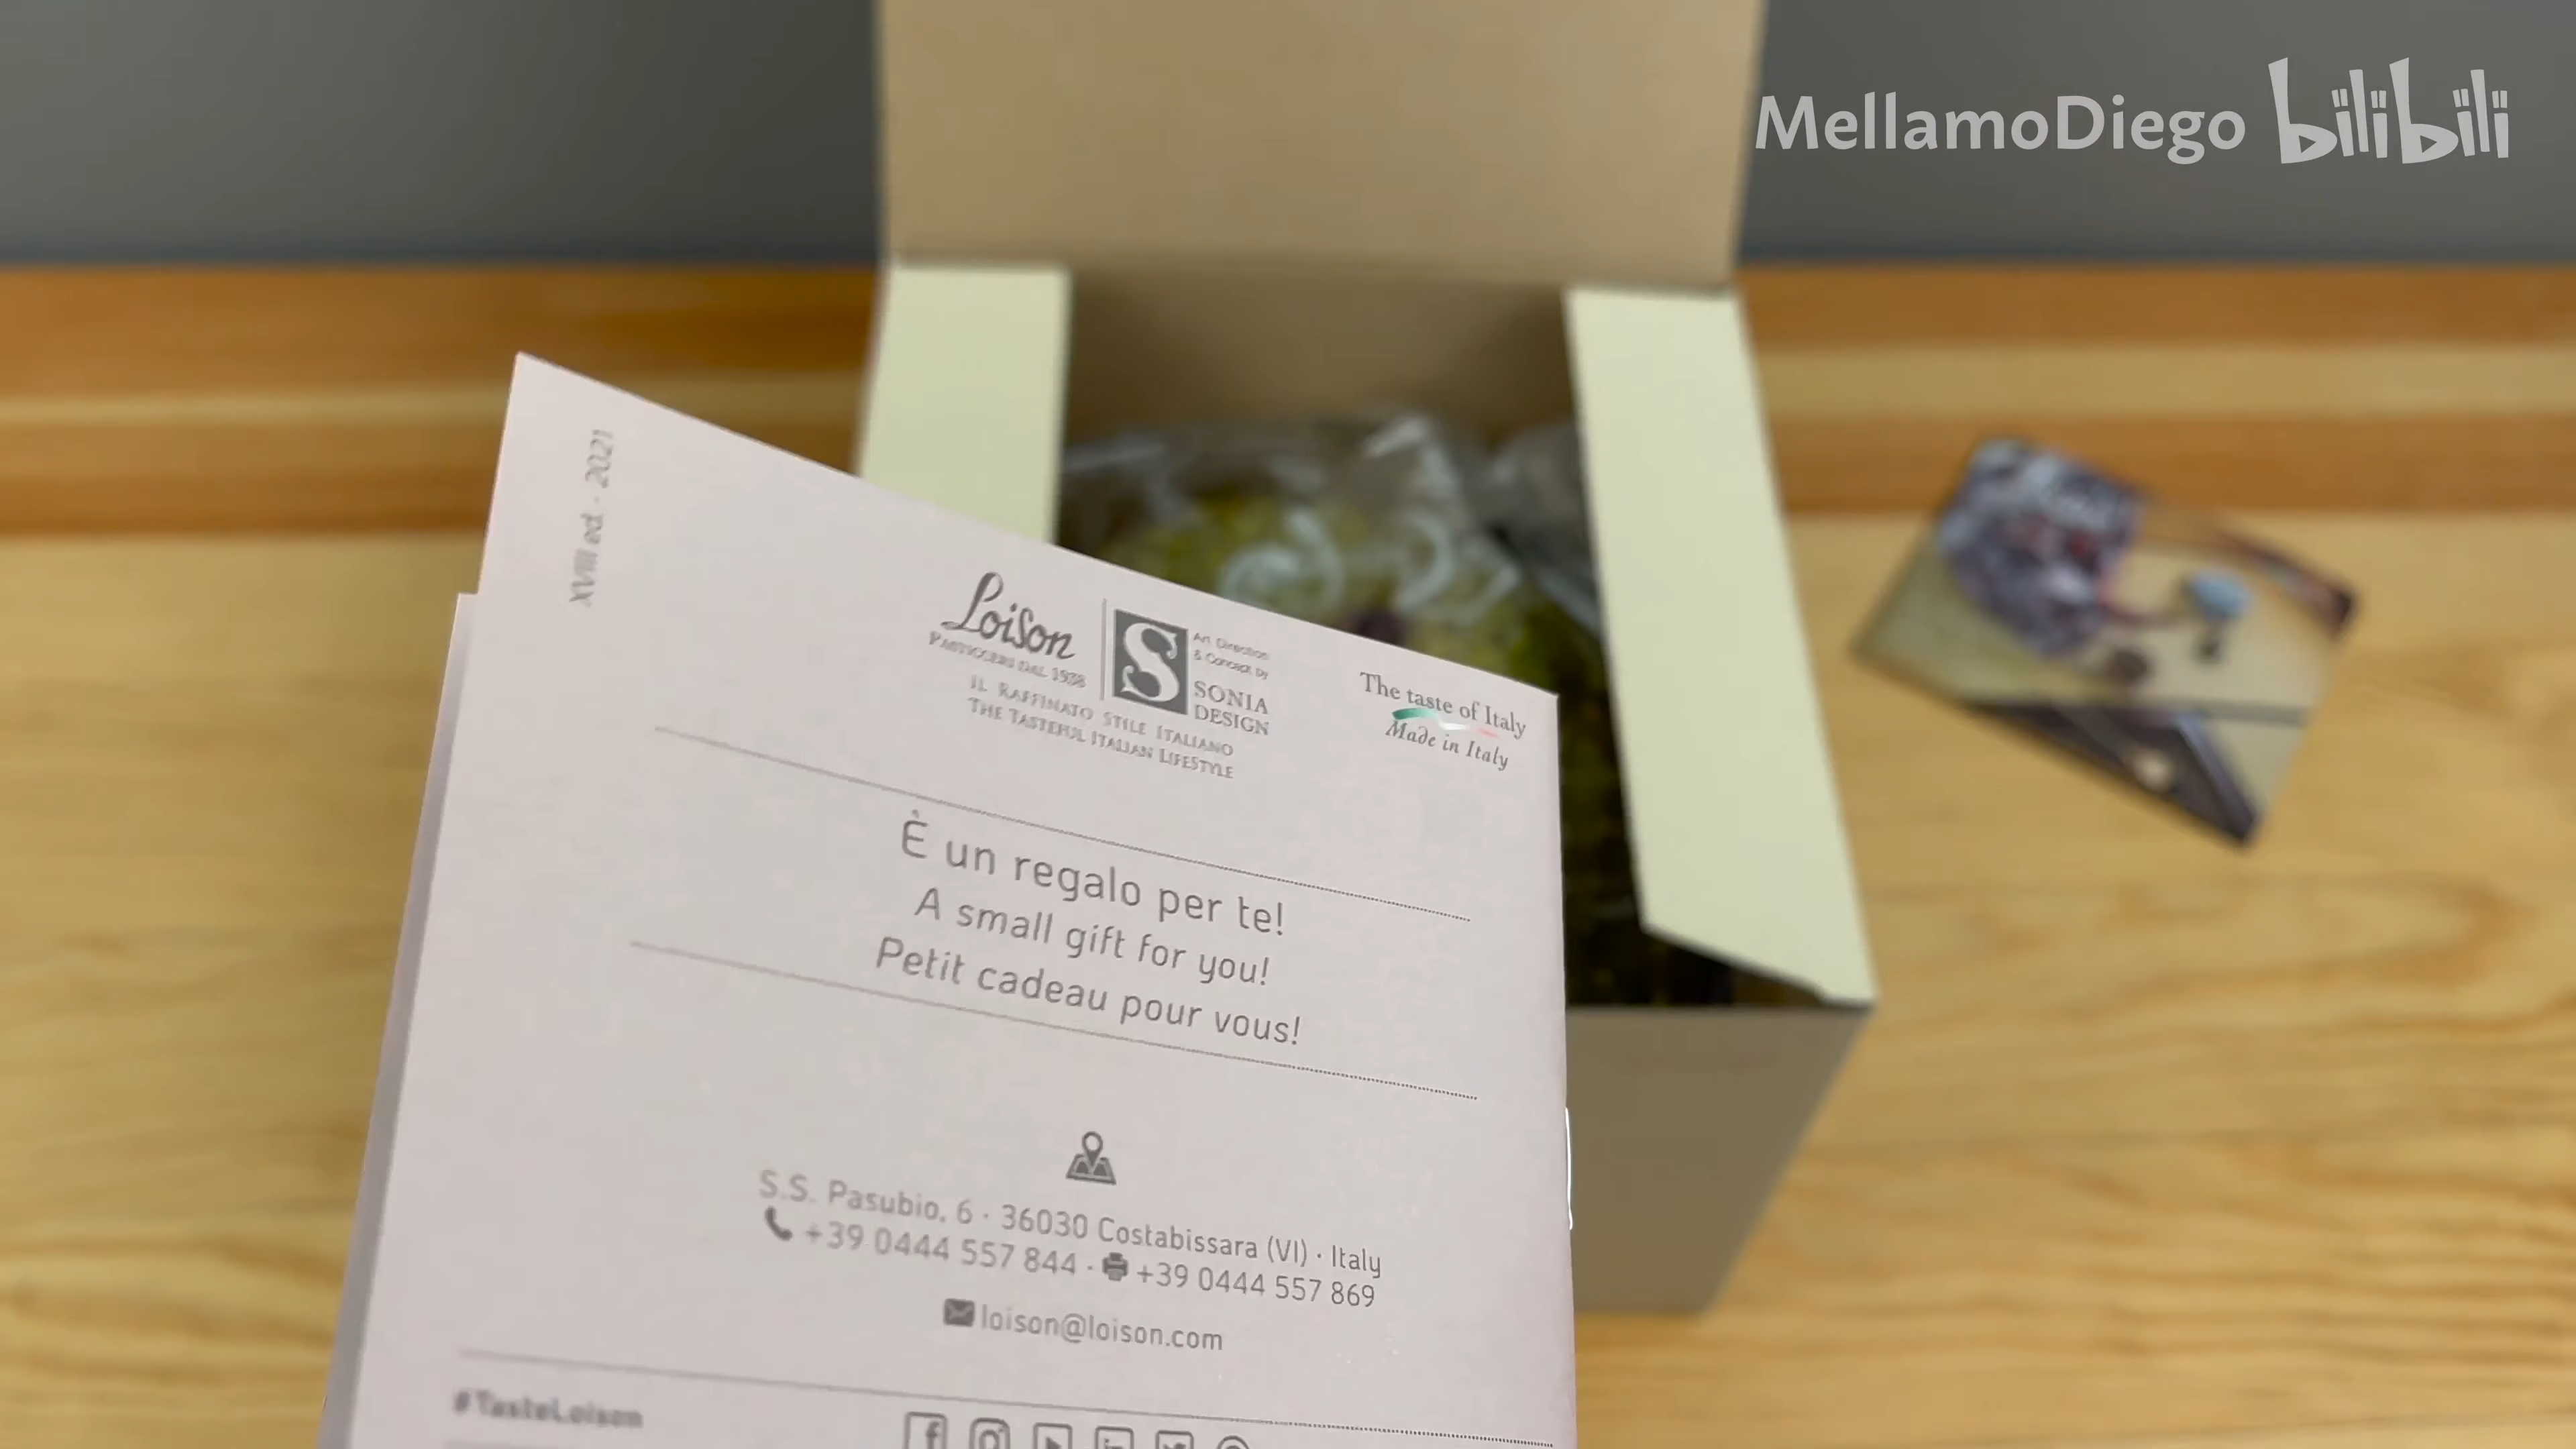 MellamoDiego bilibili
XVIII ed. · 2021
Loison
PASTICCERI DAL 1938
S
Art Direction
& Concept by
SONIA
DESIGN
IL RAFFINATO STILE ITALIANO
THE TASTEFUL ITALIAN LIFESTYLE
The taste of Italy
Made in Italy
È un regalo per te!
A small gift for you!
Petit cadeau pour vous!
S.S. Pasubio, 6 · 36030 Costabissara (VI) · Italy
+39 0444 557 844 · +39 0444 557 869
loison@loison.com
#TasteLoison